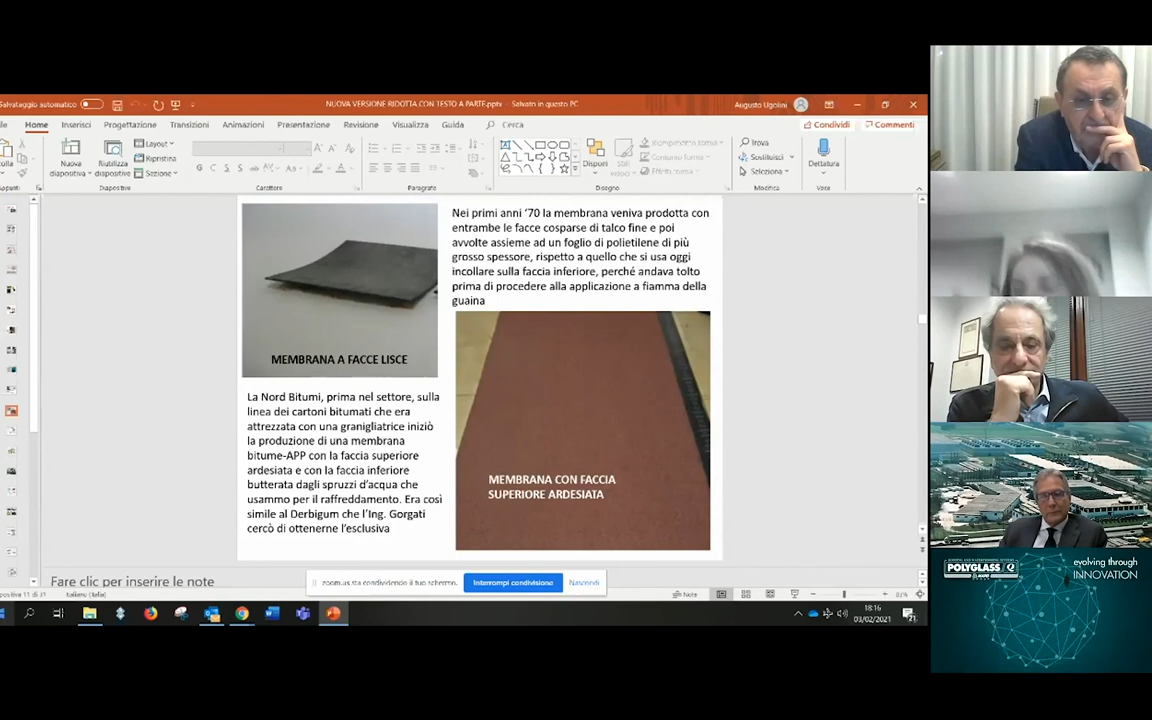 Salvataggio automatico
NUOVA VERSIONE RIDOTTA CON TESTO A PARTE.pptx - Salvato in questo PC
Augusto Ugolini
Home Inserisci Progettazione Transizioni Animazioni Presentazione Revisione Visualizza Guida Cerca
Condividi Commenti
Nuova diapositiva
Riutilizza diapositive
Layout
Ripristina
Sezione
Disponi
Trova
Sostituisci
Seleziona
Dettatura
Diapositive
Carattere
Paragrafo
Disegno
Modifica
Voce
MEMBRANA A FACCE LISCE
Nei primi anni '70 la membrana veniva prodotta con
entrambe le facce cosparse di talco fine e poi
avvolte assieme ad un foglio di polietilene di più
grosso spessore, rispetto a quello che si usa oggi
incollare sulla faccia inferiore, perché andava tolto
prima di procedere alla applicazione a fiamma della
guaina
La Nord Bitumi, prima nel settore, sulla
linea dei cartoni bitumati che era
attrezzata con una granigliatrice iniziò
la produzione di una membrana
bitume-APP con la faccia superiore
ardesiata e con la faccia inferiore
butterata dagli spruzzi d'acqua che
usammo per il raffreddamento. Era così
simile al Derbigum che l'Ing. Gorgati
cercò di ottenerne l'esclusiva
MEMBRANA CON FACCIA
SUPERIORE ARDESIATA
Fare clic per inserire le note
zoom.us sta condividendo il tuo schermo.
Interrompi condivisione
Nascondi
Italiano (Italia)
Note
18:16
03/02/2021
POLYGLASS
evolving through
INNOVATION